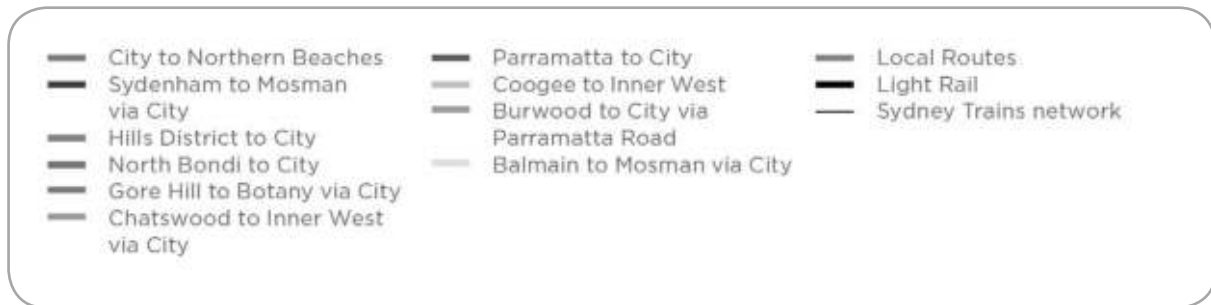 City to Northern Beaches
Sydenham to Mosman
via City
Hills District to City
North Bondi to City
Gore Hill to Botany via City
Chatswood to Inner West
via City
Parramatta to City
Coogee to Inner West
Burwood to City via
Parramatta Road
Balmain to Mosman via City
Local Routes
Light Rail
Sydney Trains network